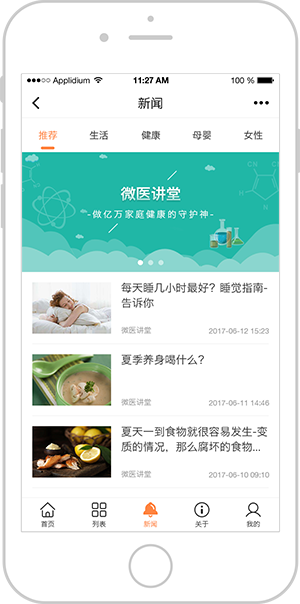 Applidium
11:27 AM
100 %
新闻
推荐 生活 健康 母婴 女性
微医讲堂
-做亿万家庭健康的守护神-
每天睡几小时最好？睡觉指南-
告诉你
微医讲堂 2017-06-12 15:23
夏季养身喝什么？
微医讲堂 2017-06-11 14:46
夏天一到食物就很容易发生-变
质的情况，那么腐坏的食物...
微医讲堂 2017-06-10 09:10
首页 列表 新闻 关于 我的